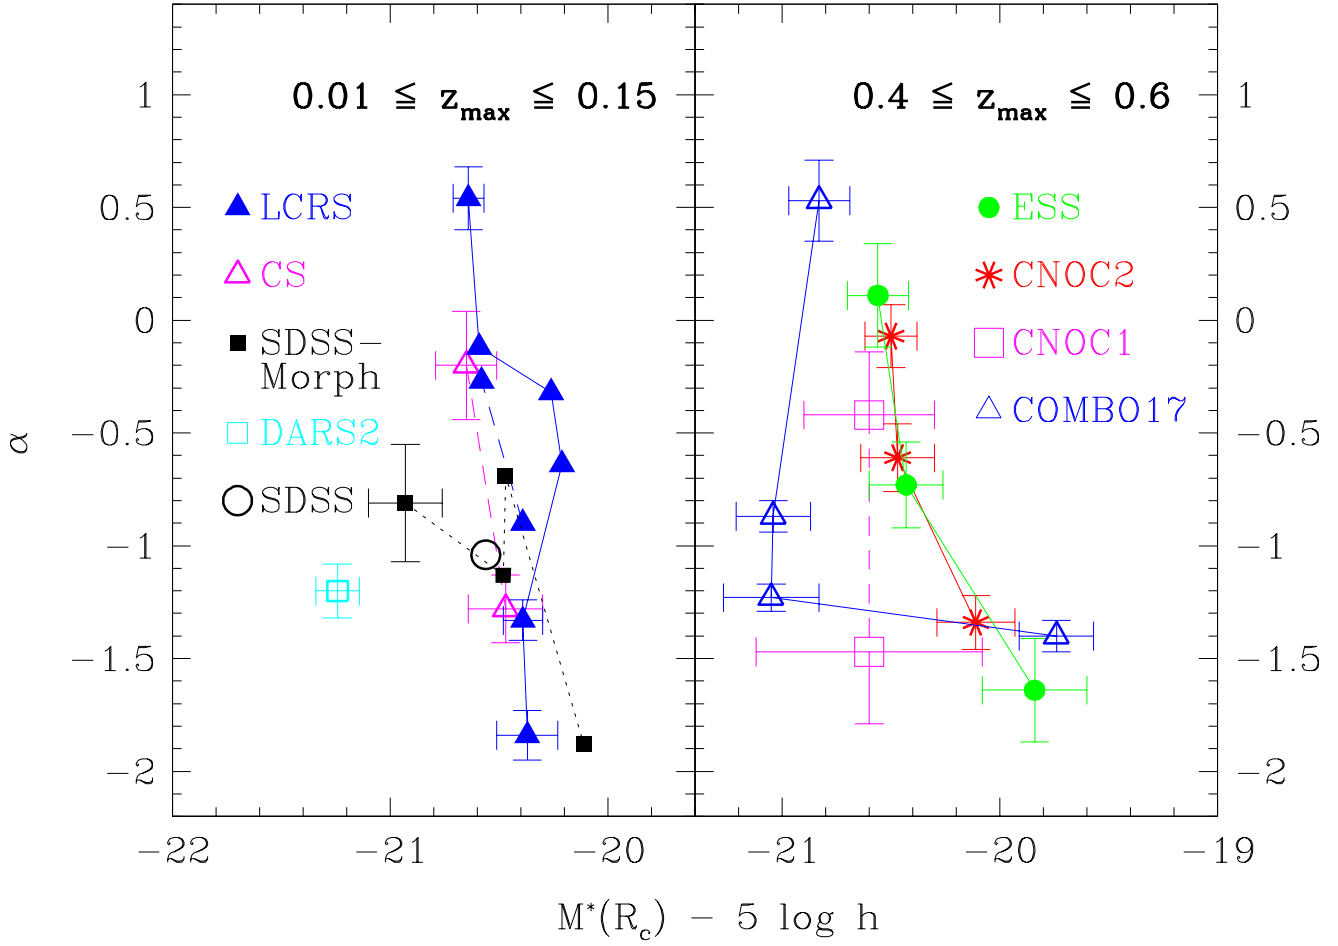 0.01 ≦ z_max ≦ 0.15
0.4 ≦ z_max ≦ 0.6
1
0.5
0
−0.5
−1
−1.5
−2
α
LCRS
CS
SDSS−
Morph
DARS2
SDSS
ESS
CNOC2
CNOC1
COMBO17
1
0.5
0
−0.5
−1
−1.5
−2
−22
−21
−20
−21
−20
−19
M*(R_c) − 5 log h